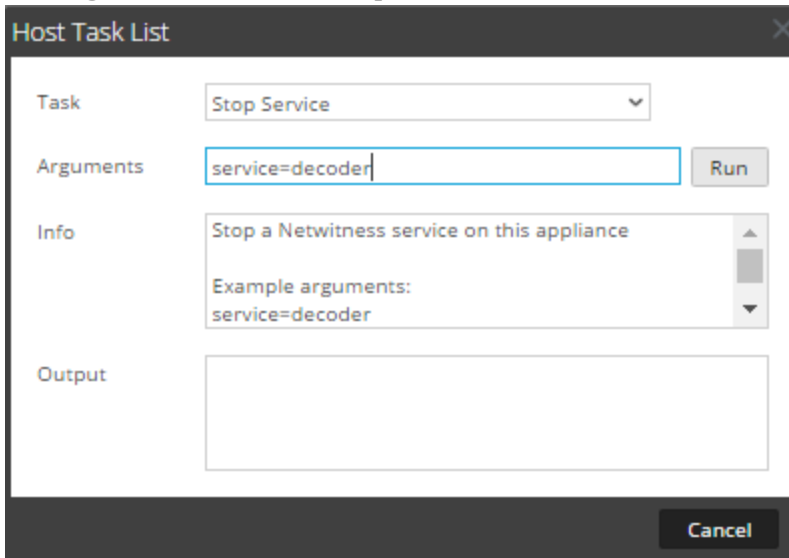 Host Task List
Task
Stop Service
Arguments
service=decoder
Run
Info
Stop a Netwitness service on this appliance
Example arguments:
service=decoder
Output
Cancel